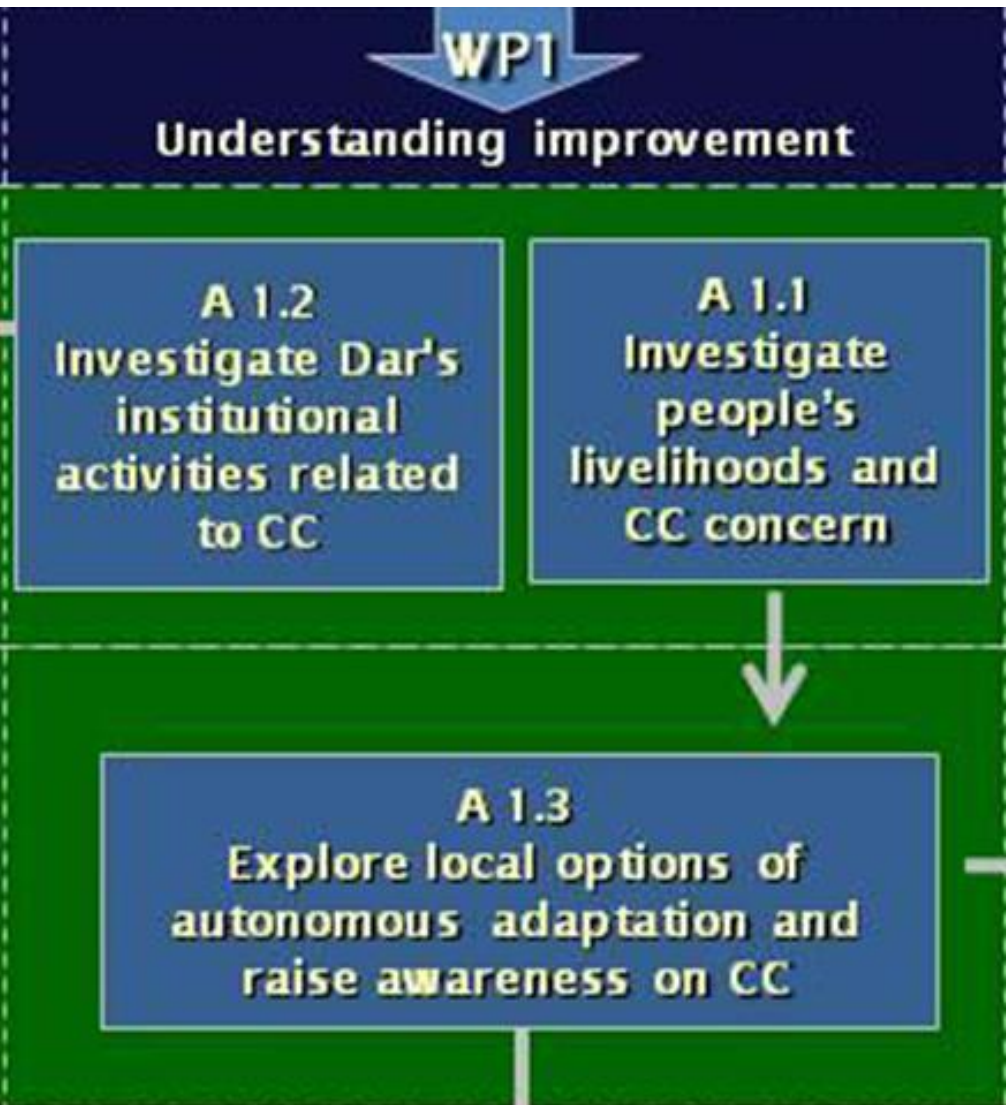 WP1
Understanding improvement
A 1.2
Investigate Dar's
institutional
activities related
to CC
A 1.1
Investigate
people's
livelihoods and
CC concern
A 1.3
Explore local options of
autonomous adaptation and
raise awareness on CC